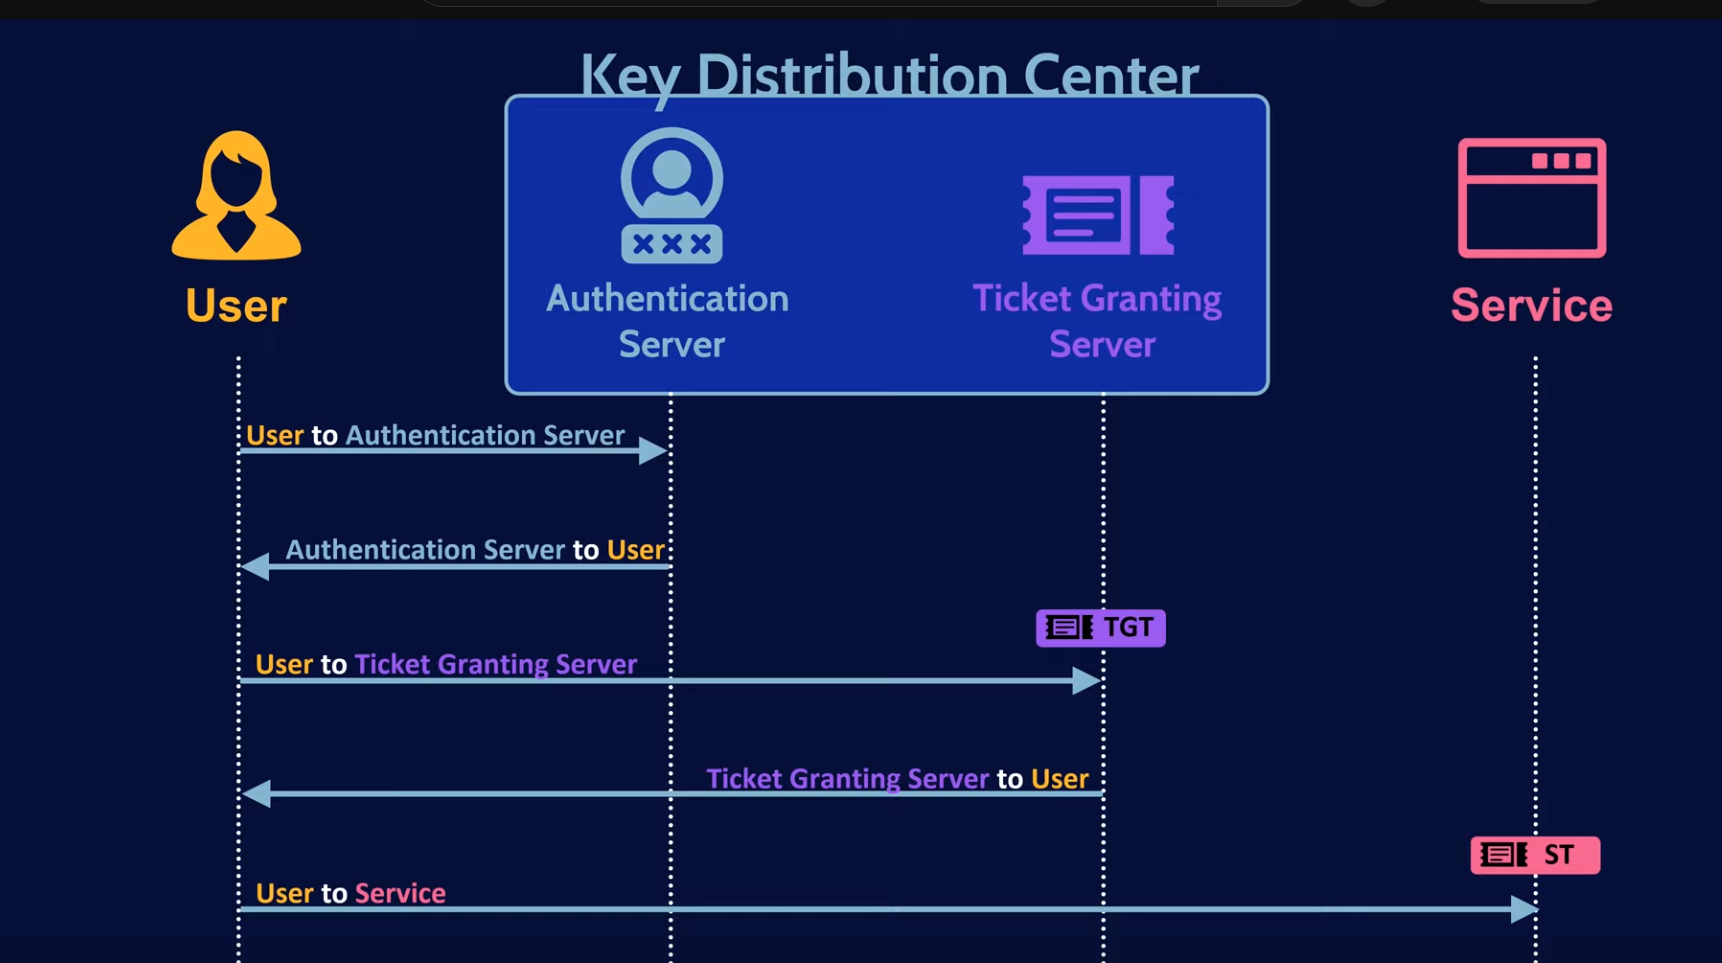 Key Distribution Center
User
Authentication
Server
Ticket Granting
Server
Service
User to Authentication Server
Authentication Server to User
TGT
User to Ticket Granting Server
Ticket Granting Server to User
ST
User to Service